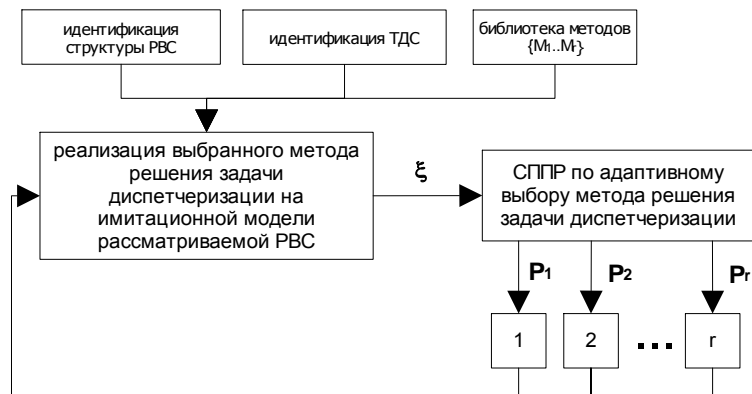 идентификация
структуры РВС
идентификация ТДС
библиотека методов
{M₁..Mᵣ}
реализация выбранного метода
решения задачи
диспетчеризации на
имитационной модели
рассматриваемой РВС
ξ
СППР по адаптивному
выбору метода решения
задачи диспетчеризации
P₁
P₂
Pᵣ
1
2
...
r